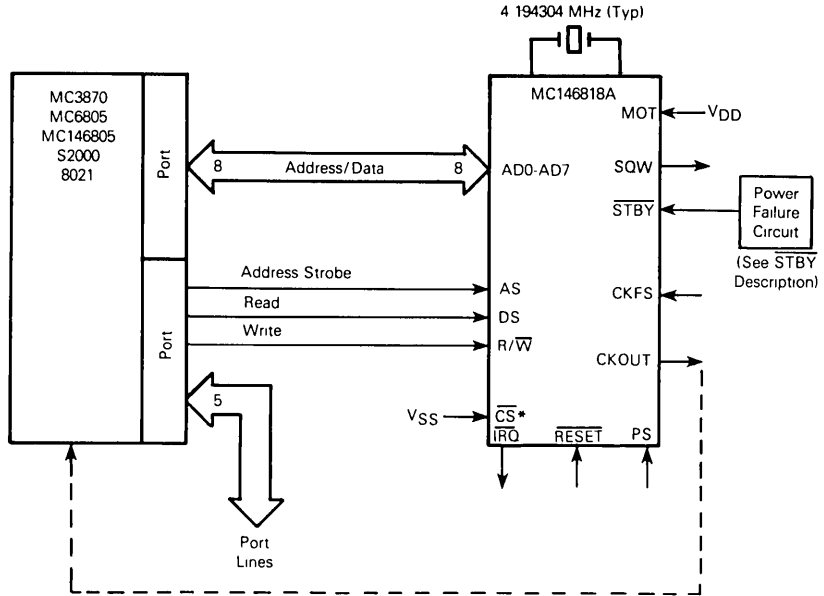 4 194304 MHz (Typ)
MC3870
MC6805
MC146805
S2000
8021
Port
Port
8 Address/Data 8
Address Strobe
Read
Write
5
Port
Lines
MC146818A
MOT
VDD
AD0-AD7
SQW
STBY
Power
Failure
Circuit
(See STBY
Description)
AS
DS
R/W
CKFS
CKOUT
VSS
CS*
IRQ
RESET
PS